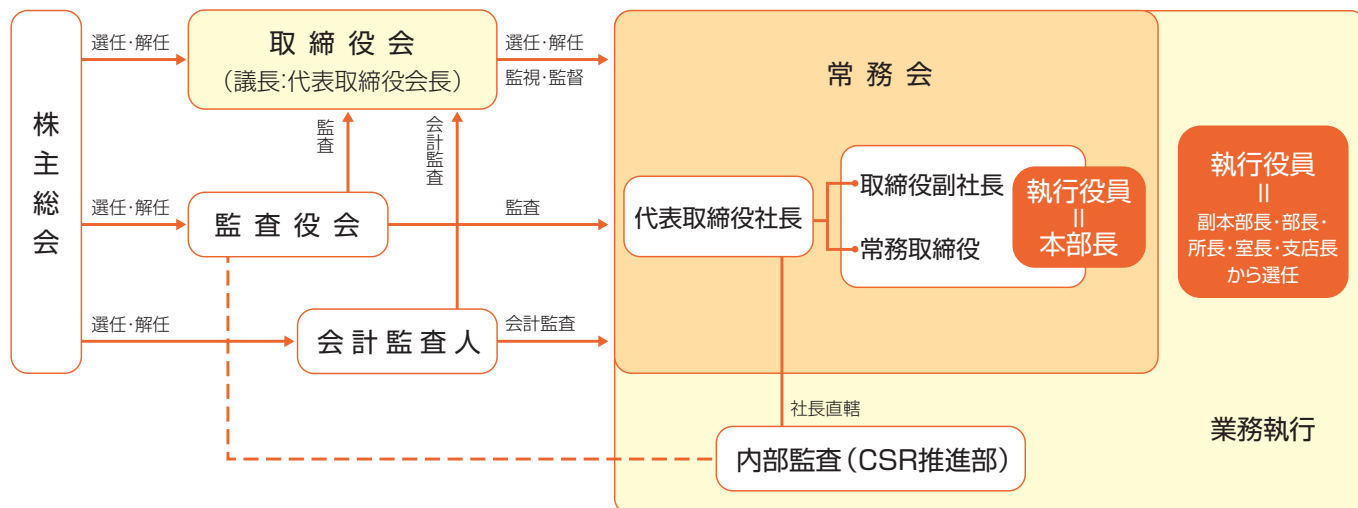 株主総会
選任・解任
取締役会
（議長：代表取締役会長）
選任・解任
監視・監督
監査
会計監査
選任・解任
監査役会
監査
選任・解任
会計監査人
会計監査
常務会
代表取締役社長
取締役副社長
常務取締役
執行役員
＝
本部長
執行役員
＝
副本部長・部長・
所長・室長・支店長
から選任
社長直轄
内部監査（CSR推進部）
業務執行